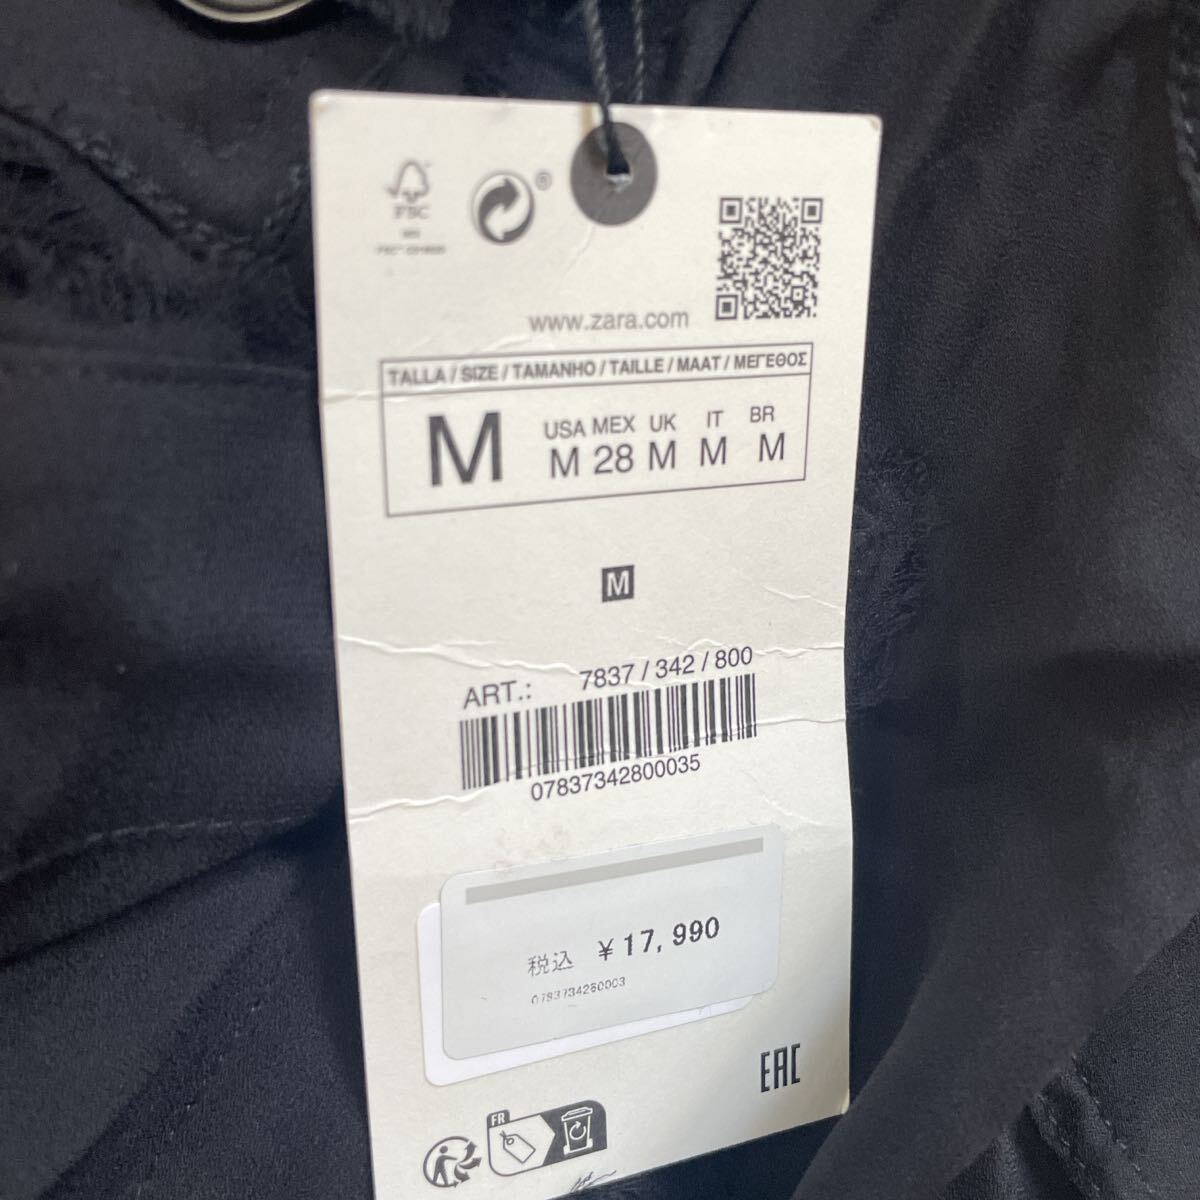 FSC
®
www.zara.com
TALLA / SIZE / TAMANHO / TAILLE / MAAT / ΜΕΓΕΘΟΣ
M
USA MEX UK IT BR
M 28 M M M
M
ART.: 7837 / 342 / 800
07837342800035
税込 ¥17,990
EAC
FR